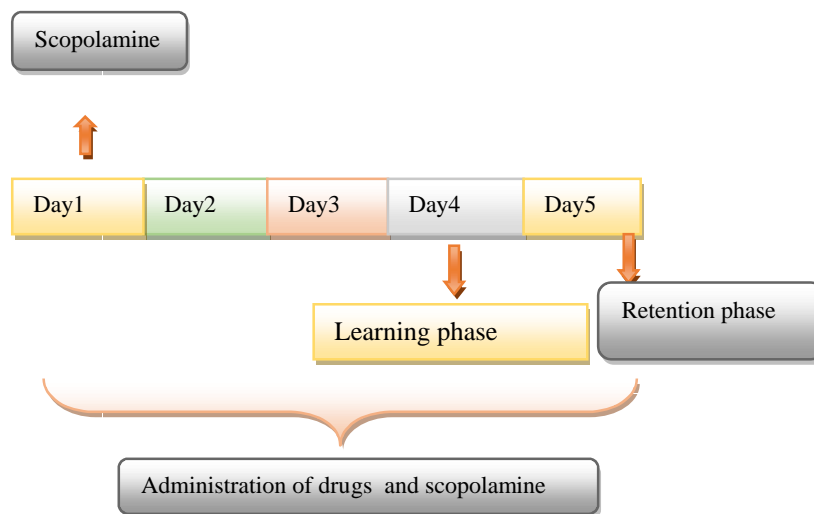 Scopolamine
Day1 Day2 Day3 Day4 Day5
Learning phase
Retention phase
Administration of drugs and scopolamine